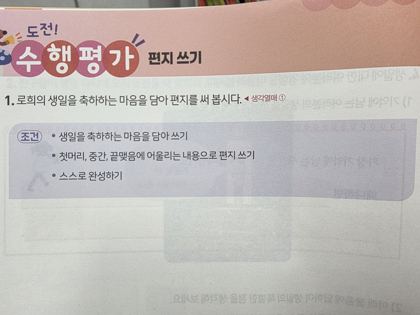 도전!
수행평가 편지 쓰기
1. 로희의 생일을 축하하는 마음을 담아 편지를 써 봅시다. ◀ 생각열매 ①
조건 • 생일을 축하하는 마음을 담아 쓰기
• 첫머리, 중간, 끝맺음에 어울리는 내용으로 편지 쓰기
• 스스로 완성하기